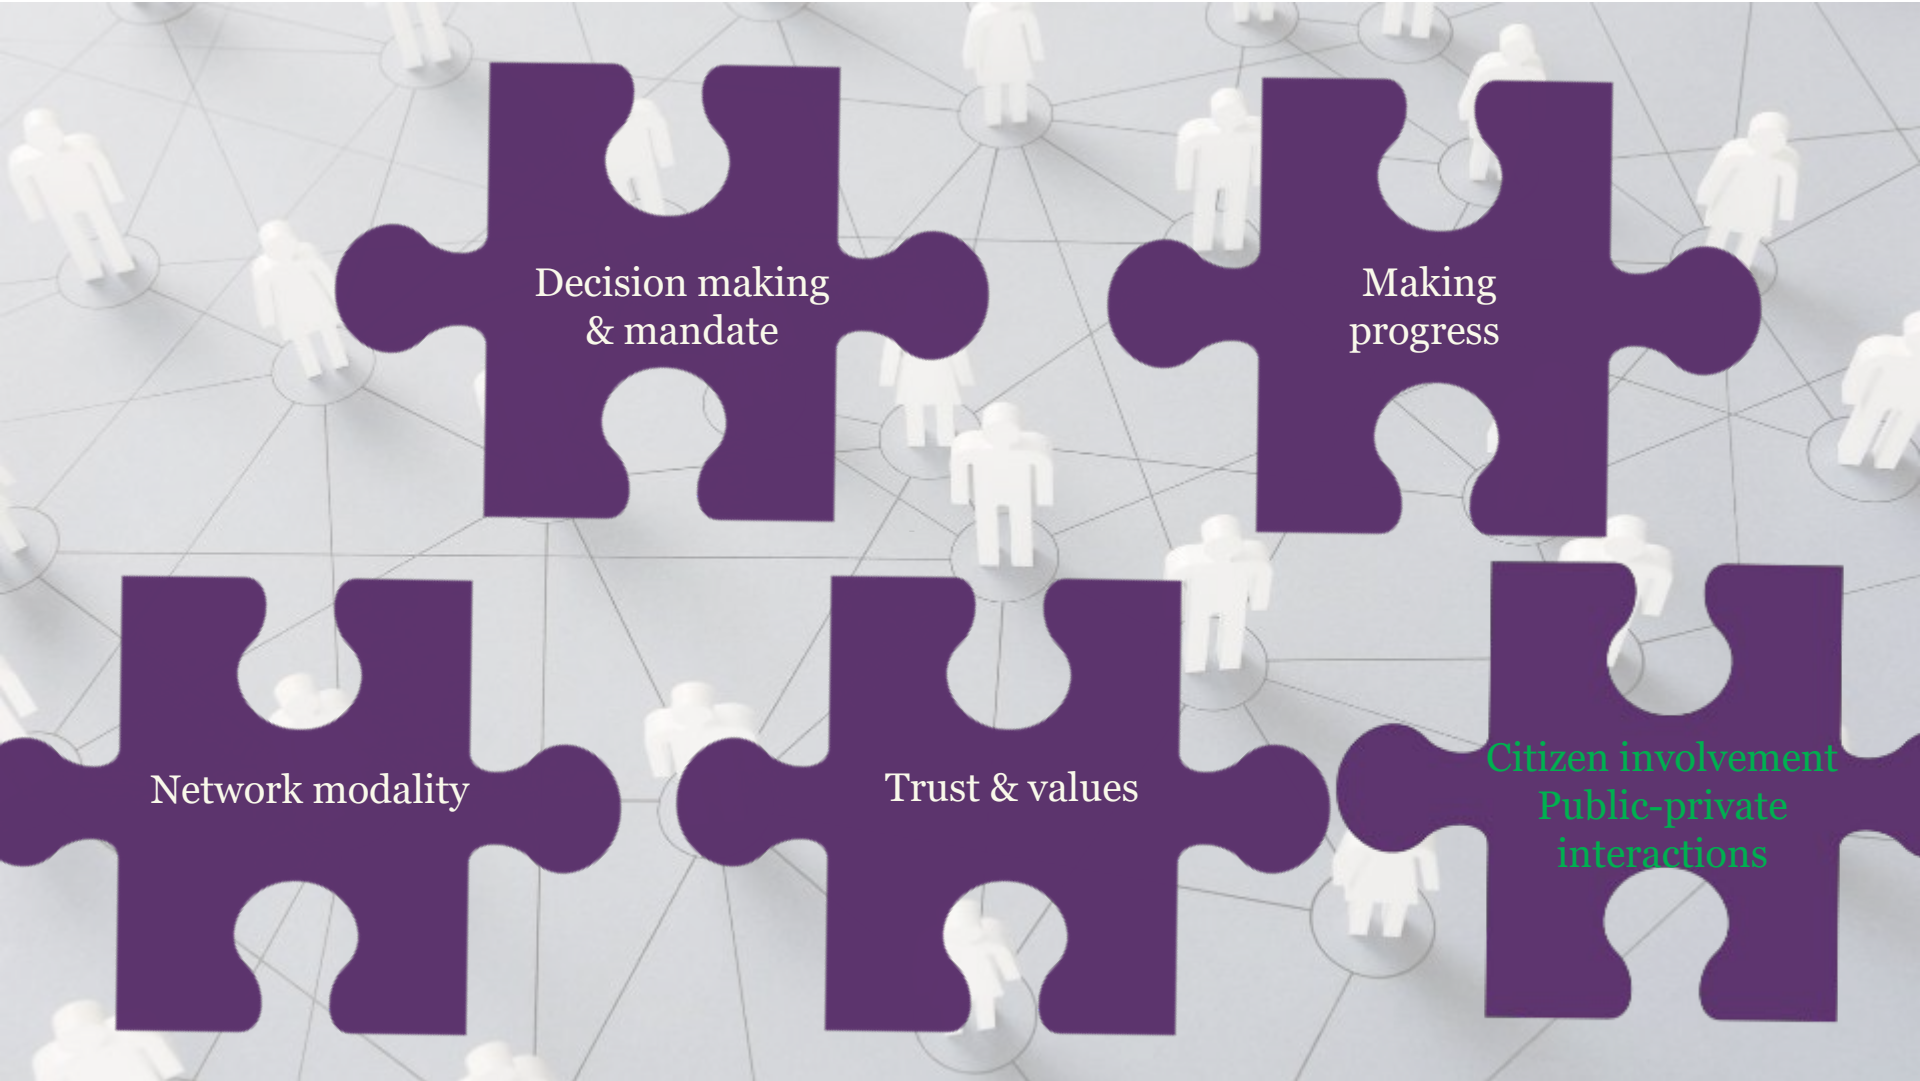 Decision making
& mandate
Making
progress
Network modality
Trust & values
Citizen involvement
Public-private
interactions